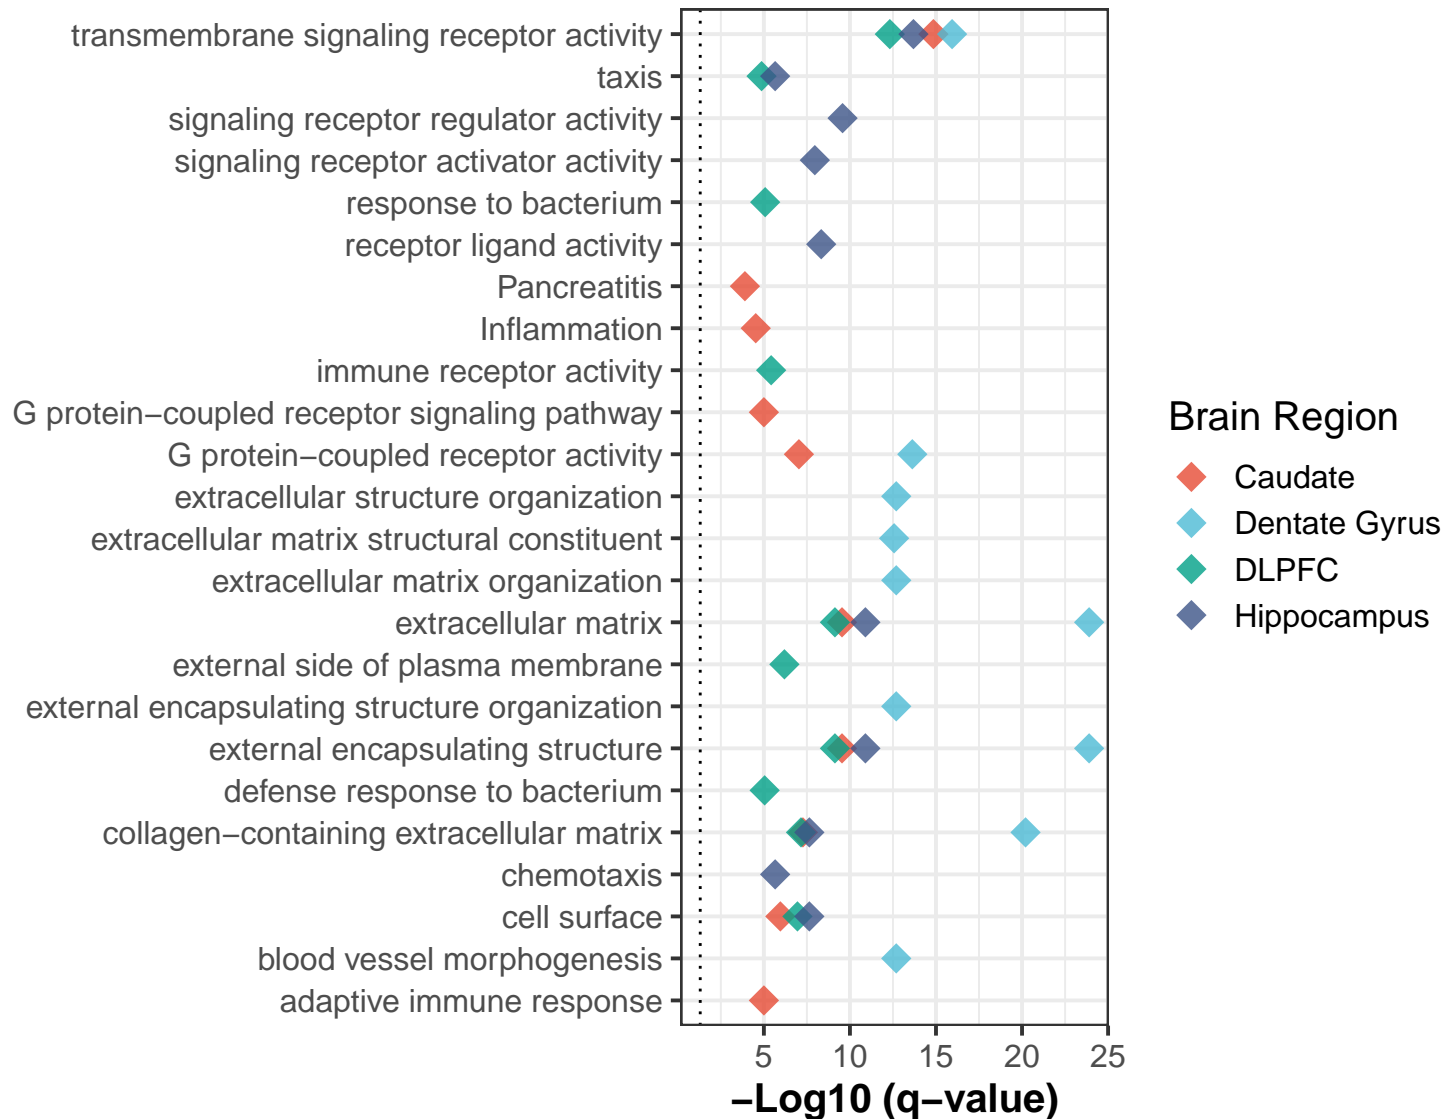 transmembrane signaling receptor activity
taxis
signaling receptor regulator activity
signaling receptor activator activity
response to bacterium
receptor ligand activity
Pancreatitis
Inflammation
immune receptor activity
G protein−coupled receptor signaling pathway
G protein−coupled receptor activity
extracellular structure organization
extracellular matrix structural constituent
extracellular matrix organization
extracellular matrix
external side of plasma membrane
external encapsulating structure organization
external encapsulating structure
defense response to bacterium
collagen−containing extracellular matrix
chemotaxis
cell surface
blood vessel morphogenesis
adaptive immune response
5 10 15 20 25
−Log10 (q−value)
Brain Region
Caudate
Dentate Gyrus
DLPFC
Hippocampus